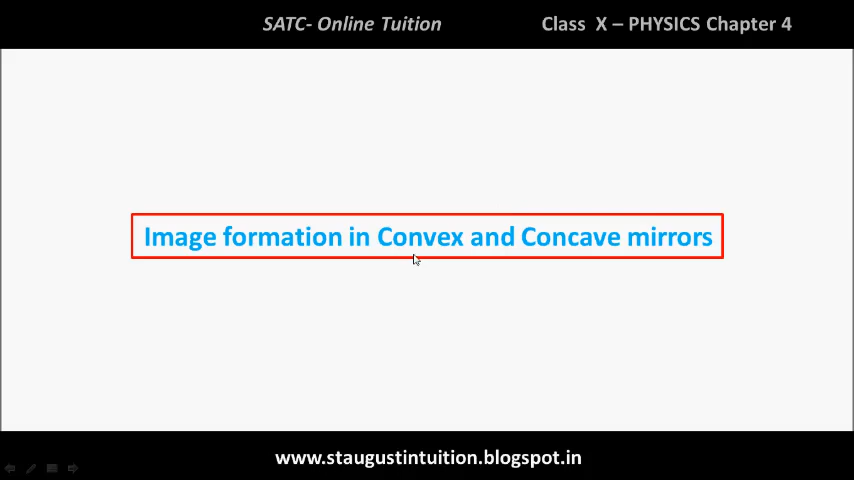 SATC- Online Tuition
Class X – PHYSICS Chapter 4
Image formation in Convex and Concave mirrors
www.staugustintuition.blogspot.in